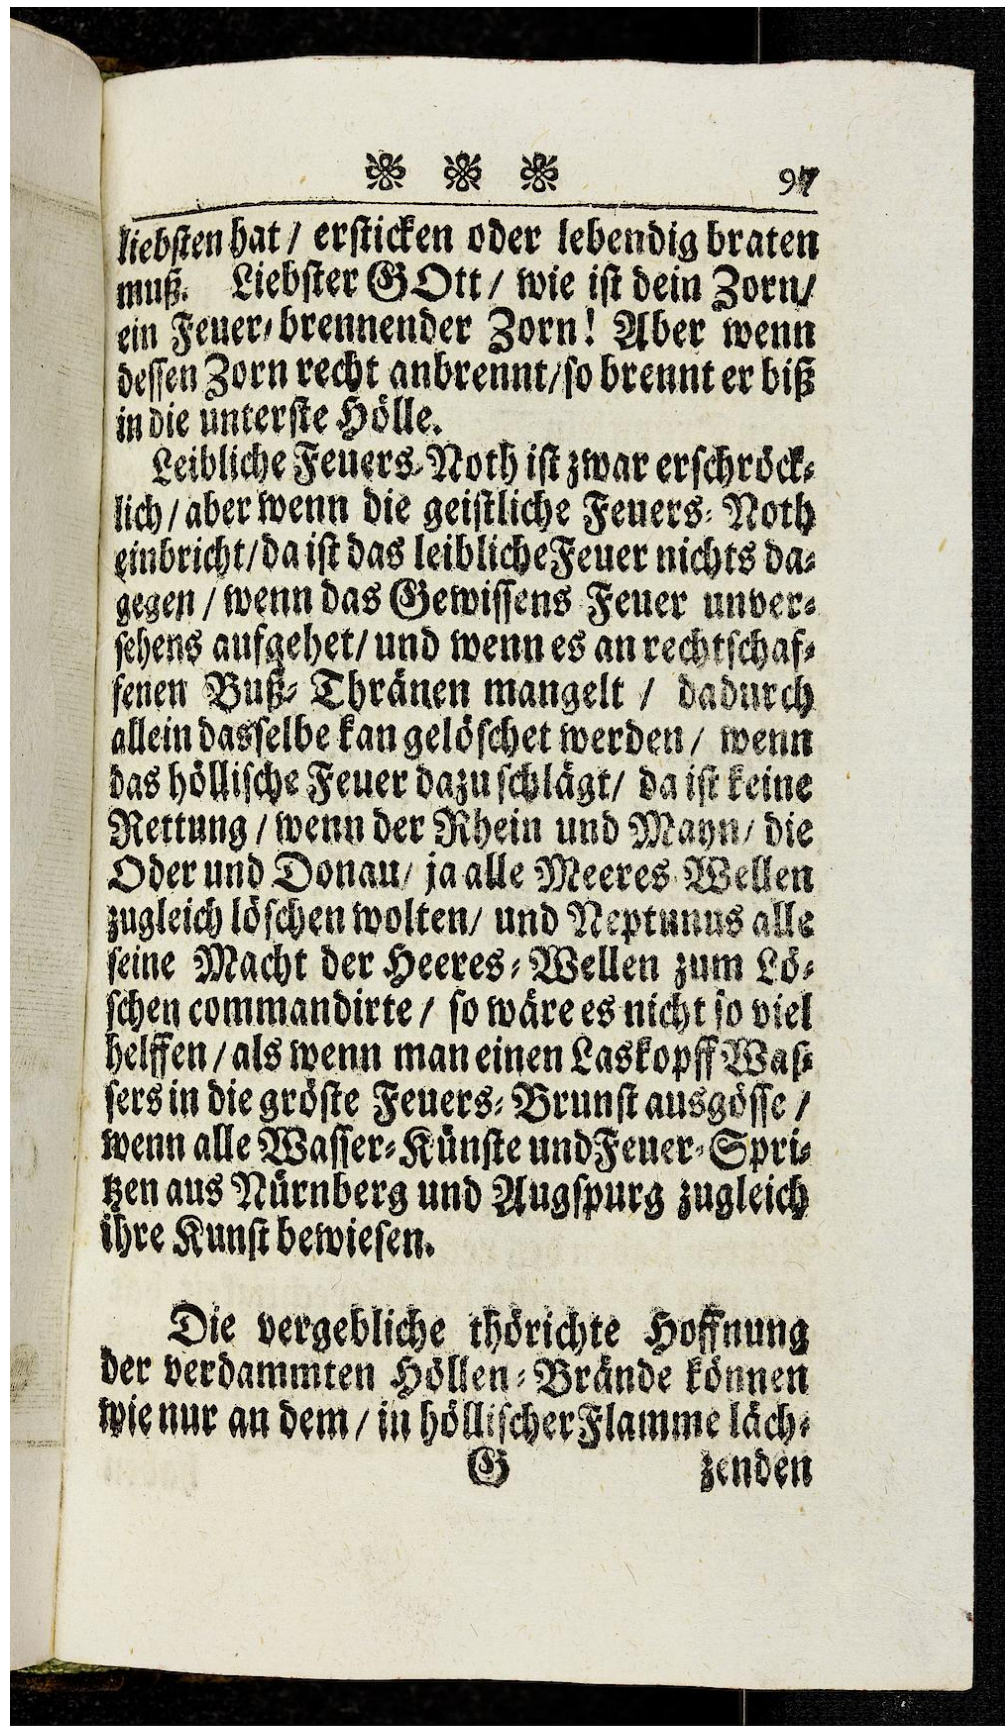 97
liebsten hat / ersticken oder lebendig braten
muß. Liebster GOtt / wie ist dein Zorn /
ein Feuer-brennender Zorn! Aber wenn
dessen Zorn recht anbrennt / so brennt er biß
in die unterste Hölle.
Leibliche Feuers-Noth ist zwar erschröck-
lich / aber wenn die geistliche Feuers-Noth
einbricht / da ist das leibliche Feuer nichts da-
gegen / wenn das Gewissens Feuer unver-
sehens aufgehet / und wenn es an rechtschaf-
fenen Buß-Thränen mangelt / dadurch
allein dasselbe kan gelöschet werden / wenn
das höllische Feuer dazu schlägt / da ist keine
Rettung / wenn der Rhein und Mayn / die
Oder und Donau / ja alle Meeres-Wellen
zugleich löschen wolten / und Neptunus alle
seine Macht der Heeres-Wellen zum Lö-
schen commandirte / so wäre es nicht so viel
helffen / als wenn man einen Laskopff Was-
sers in die gröste Feuers-Brunst ausgösse /
wenn alle Wasser-Künste und Feuer-Spri-
tzen aus Nürnberg und Augspurg zugleich
ihre Kunst bewiesen.
Die vergebliche thörichte Hoffnung
der verdammten Höllen-Brände können
wie nur an dem / in höllischer Flamme läch-
G zenden